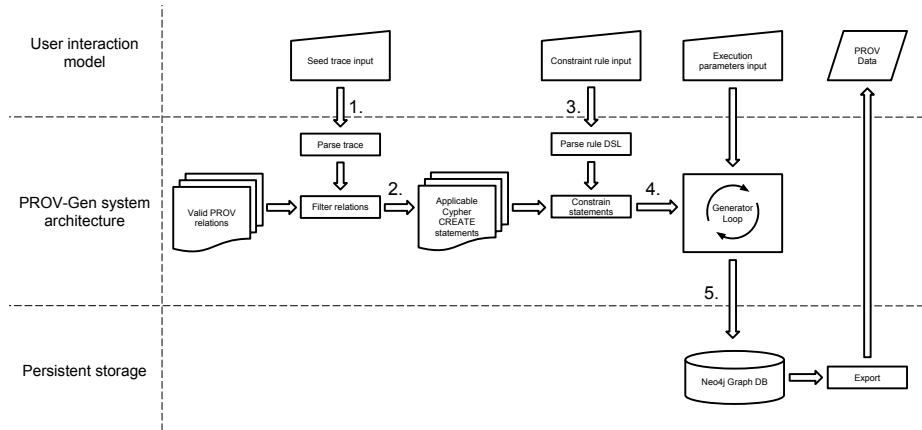 User interaction
model
Seed trace input
Constraint rule input
Execution
parameters input
PROV
Data
1.
3.
PROV-Gen system
architecture
Parse trace
Parse rule DSL
Valid PROV
relations
Filter relations
2.
Applicable
Cypher
CREATE
statements
Constrain
statements
4.
Generator
Loop
5.
Persistent storage
Neo4j Graph DB
Export